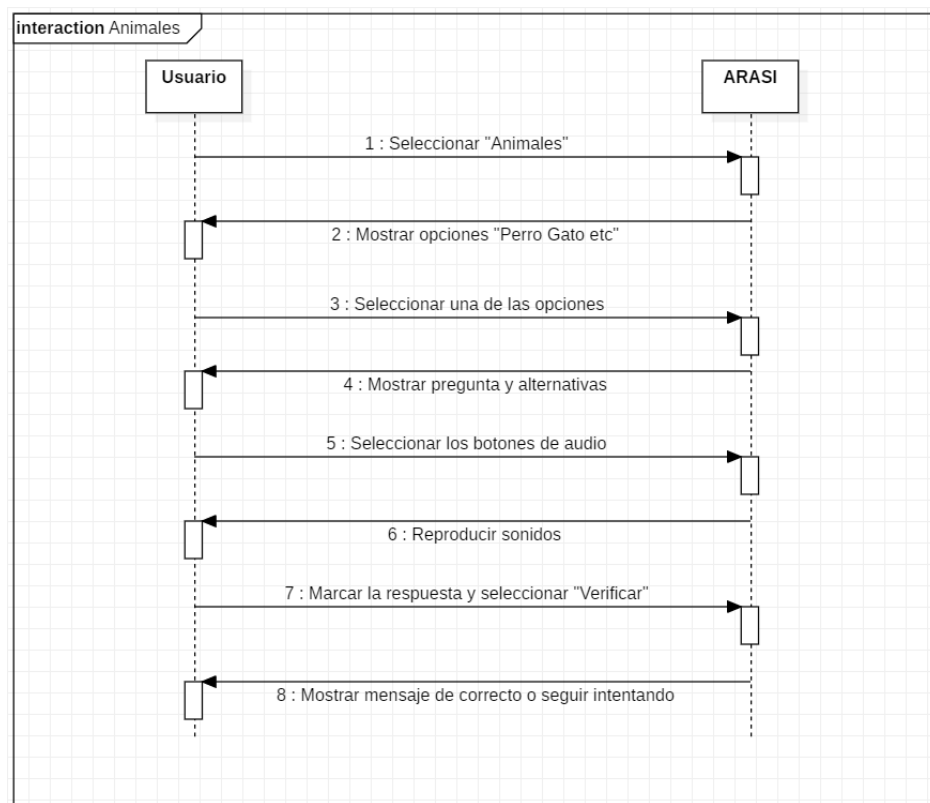 interaction Animales
Usuario
ARASI
1 : Seleccionar "Animales"
2 : Mostrar opciones "Perro Gato etc"
3 : Seleccionar una de las opciones
4 : Mostrar pregunta y alternativas
5 : Seleccionar los botones de audio
6 : Reproducir sonidos
7 : Marcar la respuesta y seleccionar "Verificar"
8 : Mostrar mensaje de correcto o seguir intentando